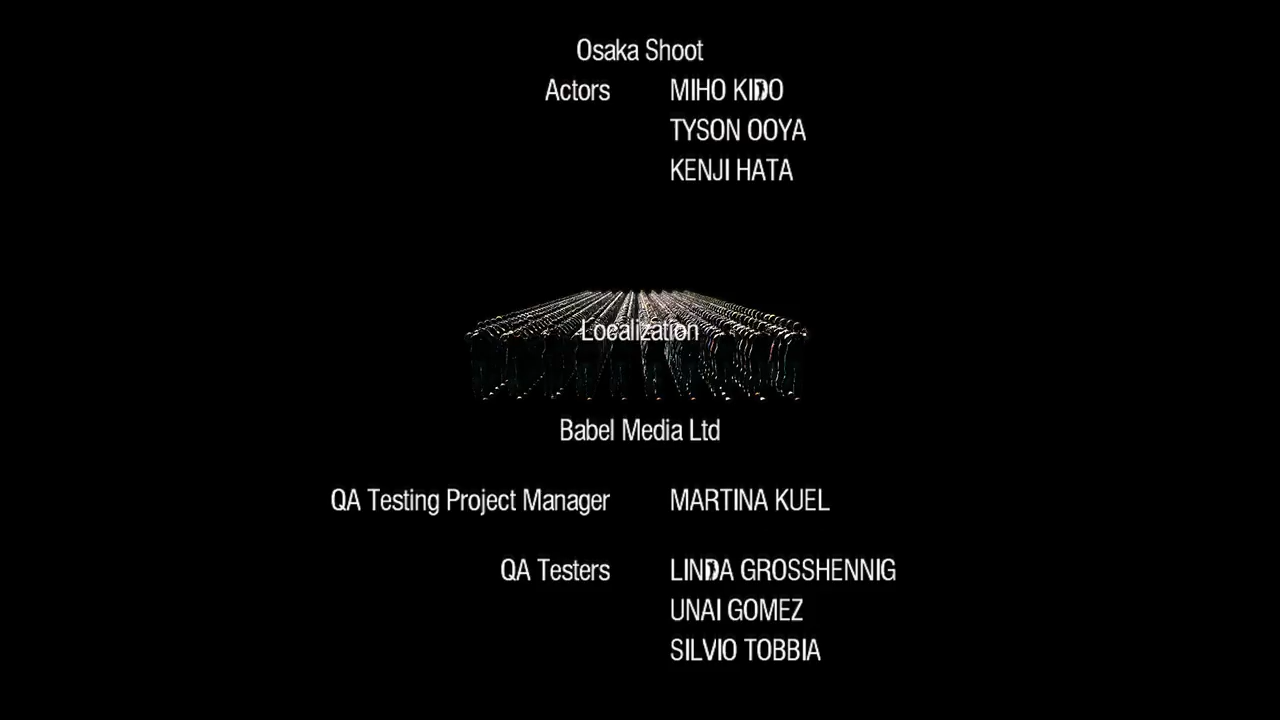 Osaka Shoot
Actors MIHO KIDO
TYSON OOYA
KENJI HATA
Localization
Babel Media Ltd
QA Testing Project Manager MARTINA KUEL
QA Testers LINDA GROSSHENNIG
UNAI GOMEZ
SILVIO TOBBIA